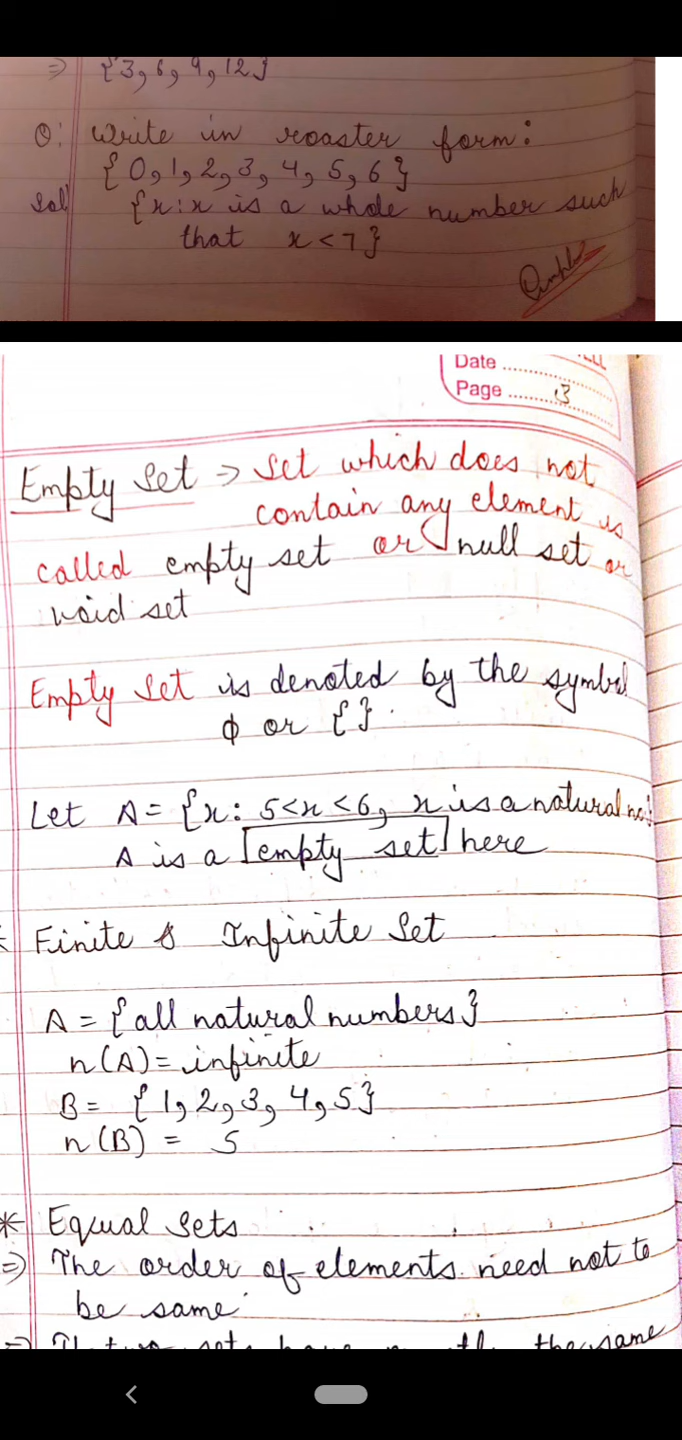 ⇒ {3, 6, 9, 12}
Q: Write in roaster form:
{0, 1, 2, 3, 4, 5, 6}
Sol {x : x is a whole number such
that x < 7}
Date
Page 13
Empty Set → Set which does not
contain any element is
called empty set or null set or
void set
Empty Set is denoted by the symbol
ϕ or { }.
Let A = {x : 5 < x < 6, x is a natural no.}
A is a empty set here
Finite & Infinite Set
A = {all natural numbers}
n(A) = infinite
B = {1, 2, 3, 4, 5}
n(B) = 5
* Equal Sets
⇒ The order of elements need not to
be same
the same